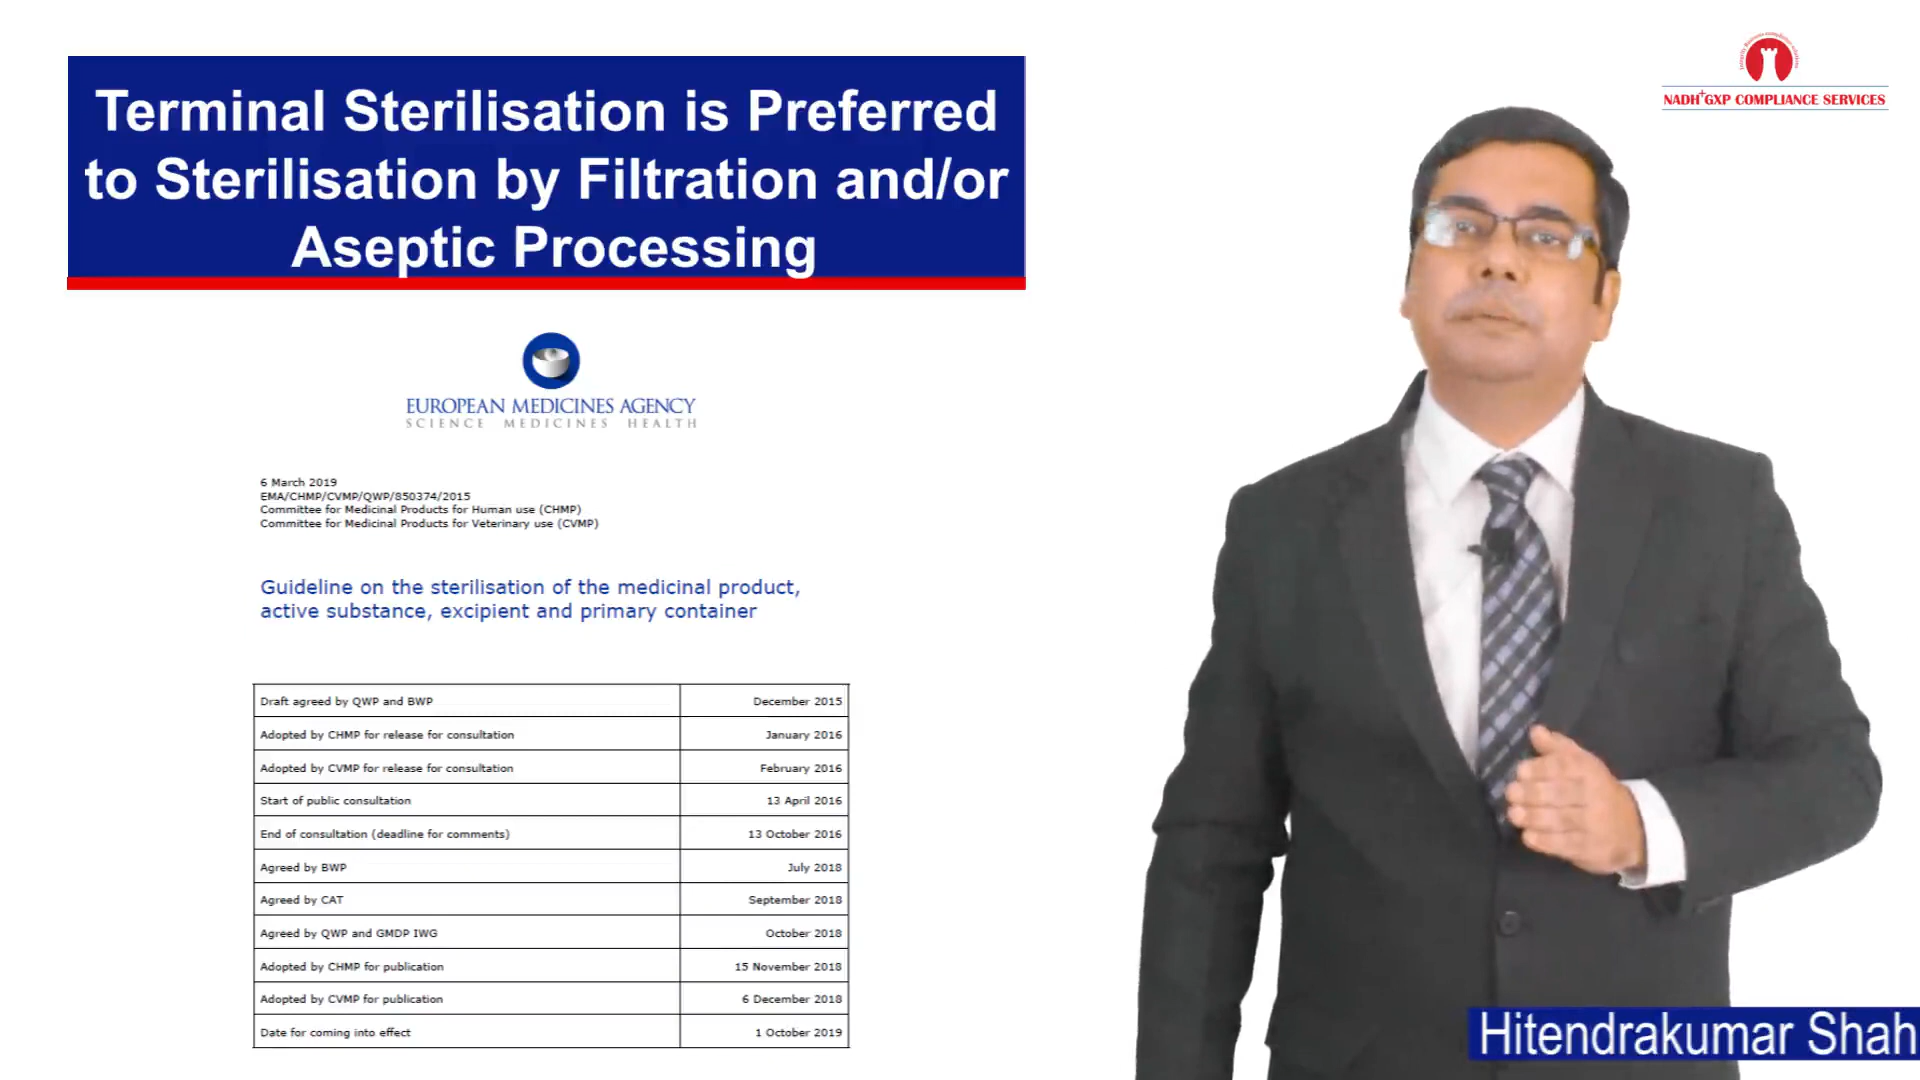 Terminal Sterilisation is Preferred
to Sterilisation by Filtration and/or
Aseptic Processing
NADH+GXP COMPLIANCE SERVICES
EUROPEAN MEDICINES AGENCY
SCIENCE MEDICINES HEALTH
6 March 2019
EMA/CHMP/CVMP/QWP/850374/2015
Committee for Medicinal Products for Human use (CHMP)
Committee for Medicinal Products for Veterinary use (CVMP)
Guideline on the sterilisation of the medicinal product,
active substance, excipient and primary container
Draft agreed by QWP and BWP December 2015
Adopted by CHMP for release for consultation January 2016
Adopted by CVMP for release for consultation February 2016
Start of public consultation 13 April 2016
End of consultation (deadline for comments) 13 October 2016
Agreed by BWP July 2018
Agreed by CAT September 2018
Agreed by QWP and GMDP IWG October 2018
Adopted by CHMP for publication 15 November 2018
Adopted by CVMP for publication 6 December 2018
Date for coming into effect 1 October 2019
Hitendrakumar Shah